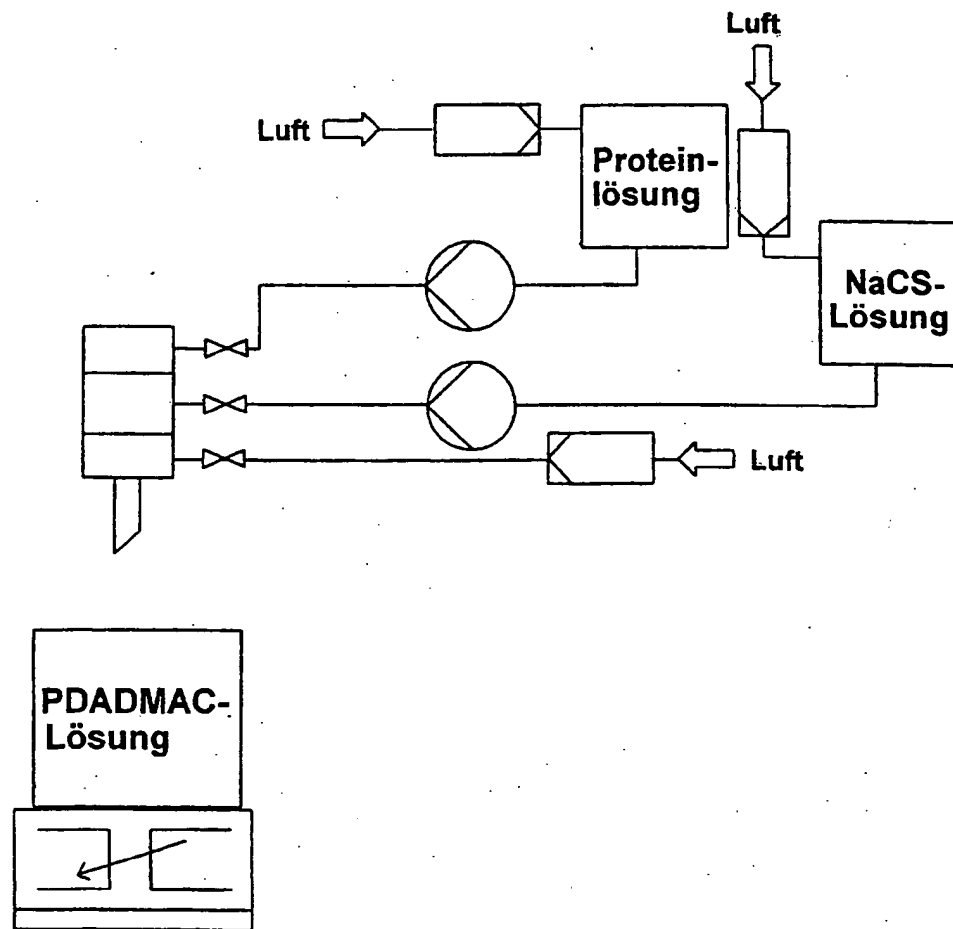 Luft
Luft
Protein-
lösung
NaCS-
Lösung
Luft
PDADMAC-
Lösung